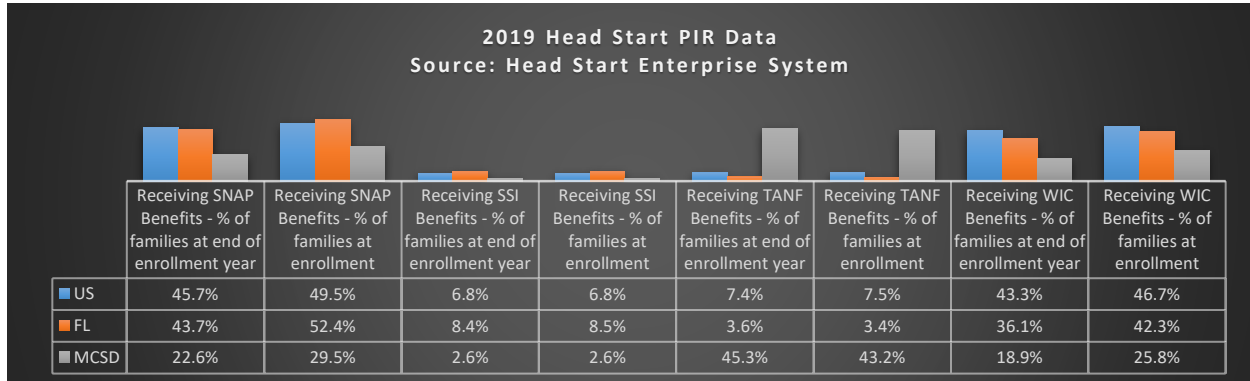 2019 Head Start PIR Data
Source: Head Start Enterprise System
Receiving SNAP Benefits - % of families at end of enrollment year
Receiving SNAP Benefits - % of families at enrollment
Receiving SSI Benefits - % of families at end of enrollment year
Receiving SSI Benefits - % of families at enrollment
Receiving TANF Benefits - % of families at end of enrollment year
Receiving TANF Benefits - % of families at enrollment
Receiving WIC Benefits - % of families at end of enrollment year
Receiving WIC Benefits - % of families at enrollment
US 45.7% 49.5% 6.8% 6.8% 7.4% 7.5% 43.3% 46.7%
FL 43.7% 52.4% 8.4% 8.5% 3.6% 3.4% 36.1% 42.3%
MCSD 22.6% 29.5% 2.6% 2.6% 45.3% 43.2% 18.9% 25.8%